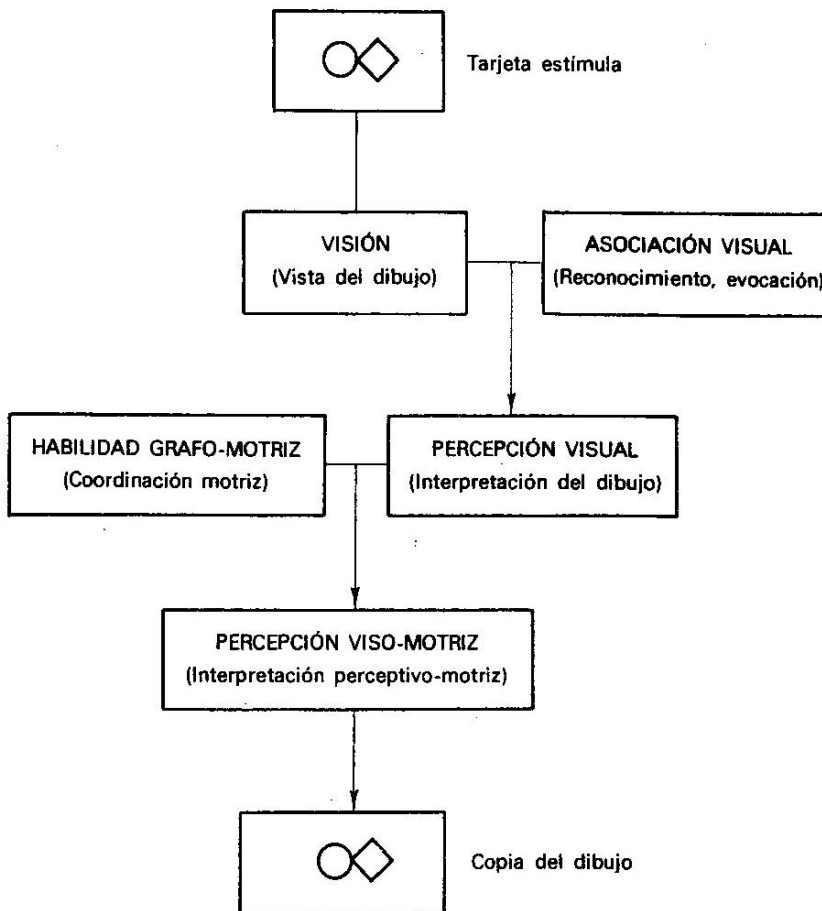 Tarjeta estímula
VISIÓN
(Vista del dibujo)
ASOCIACIÓN VISUAL
(Reconocimiento, evocación)
HABILIDAD GRAFO-MOTRIZ
(Coordinación motriz)
PERCEPCIÓN VISUAL
(Interpretación del dibujo)
PERCEPCIÓN VISO-MOTRIZ
(Interpretación perceptivo-motriz)
Copia del dibujo